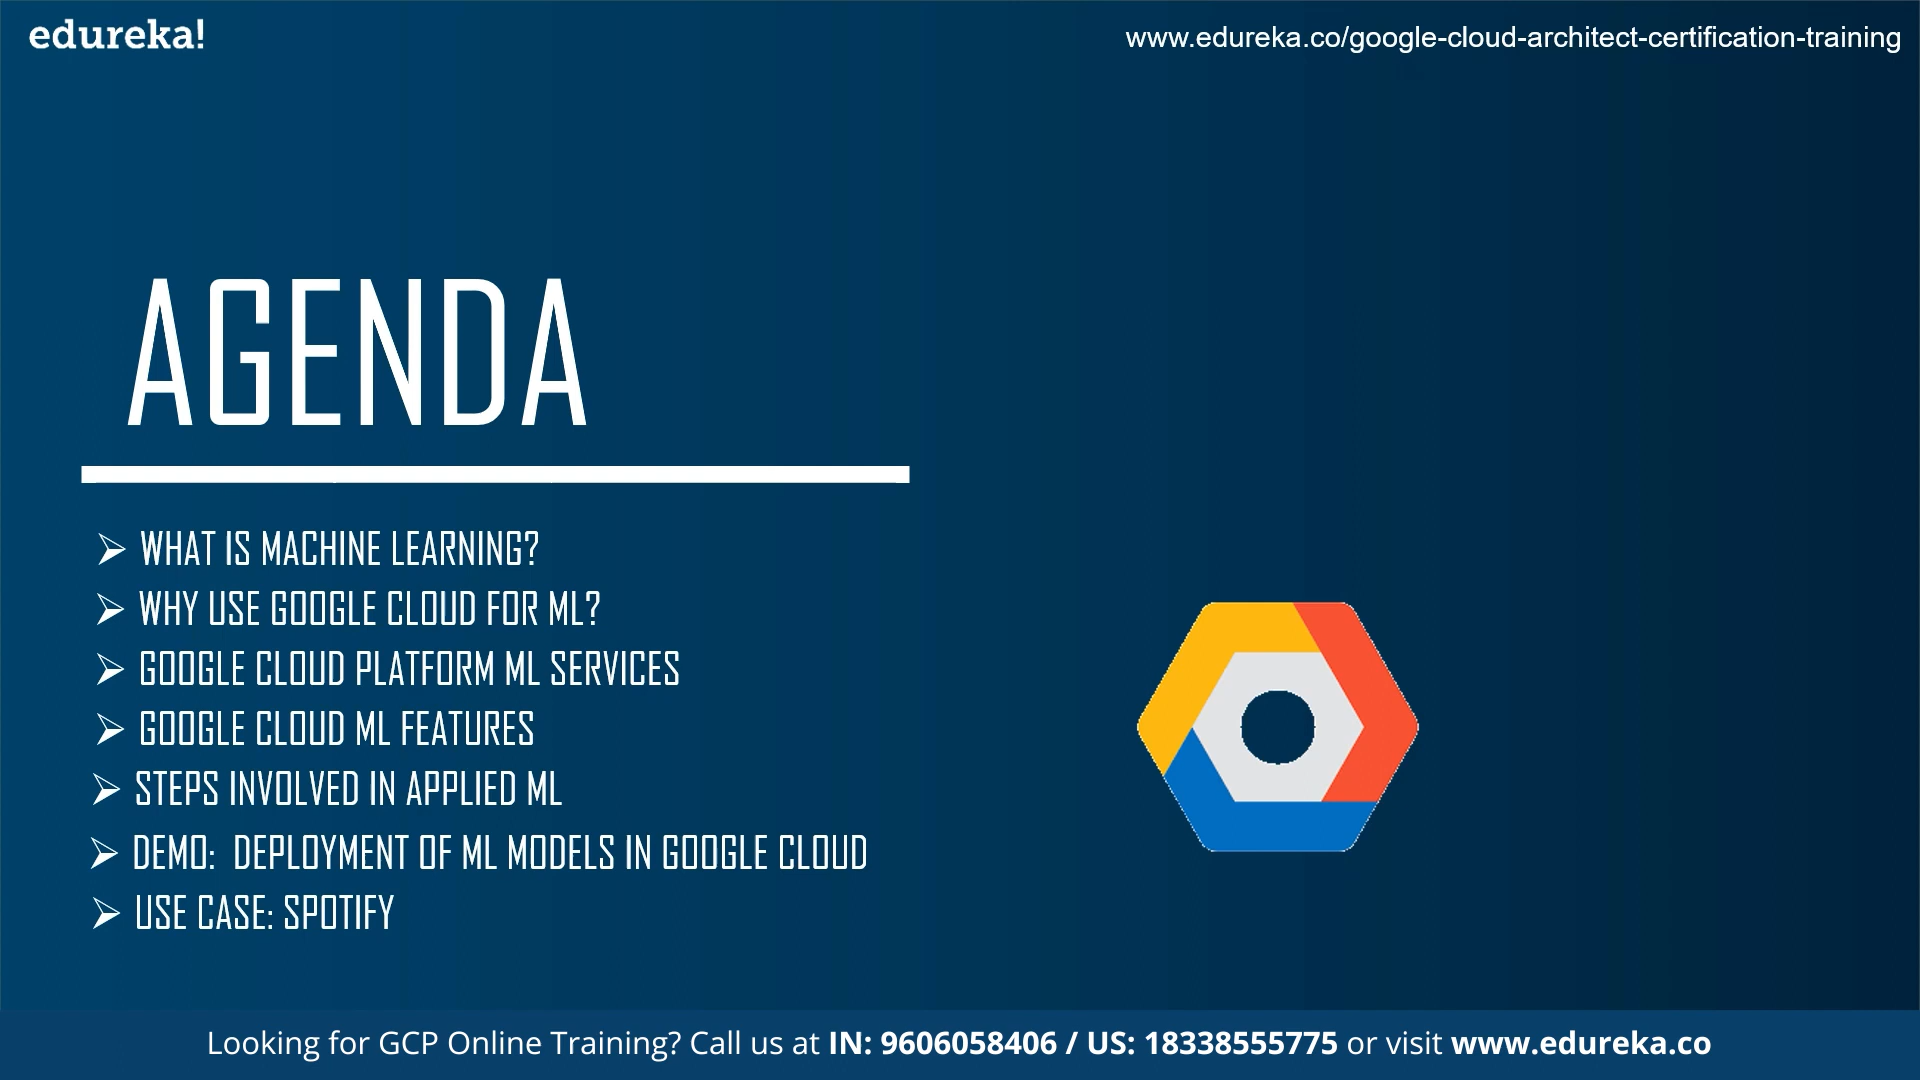 edureka!
www.edureka.co/google-cloud-architect-certification-training
AGENDA
WHAT IS MACHINE LEARNING?
WHY USE GOOGLE CLOUD FOR ML?
GOOGLE CLOUD PLATFORM ML SERVICES
GOOGLE CLOUD ML FEATURES
STEPS INVOLVED IN APPLIED ML
DEMO: DEPLOYMENT OF ML MODELS IN GOOGLE CLOUD
USE CASE: SPOTIFY
Looking for GCP Online Training? Call us at IN: 9606058406 / US: 18338555775 or visit www.edureka.co